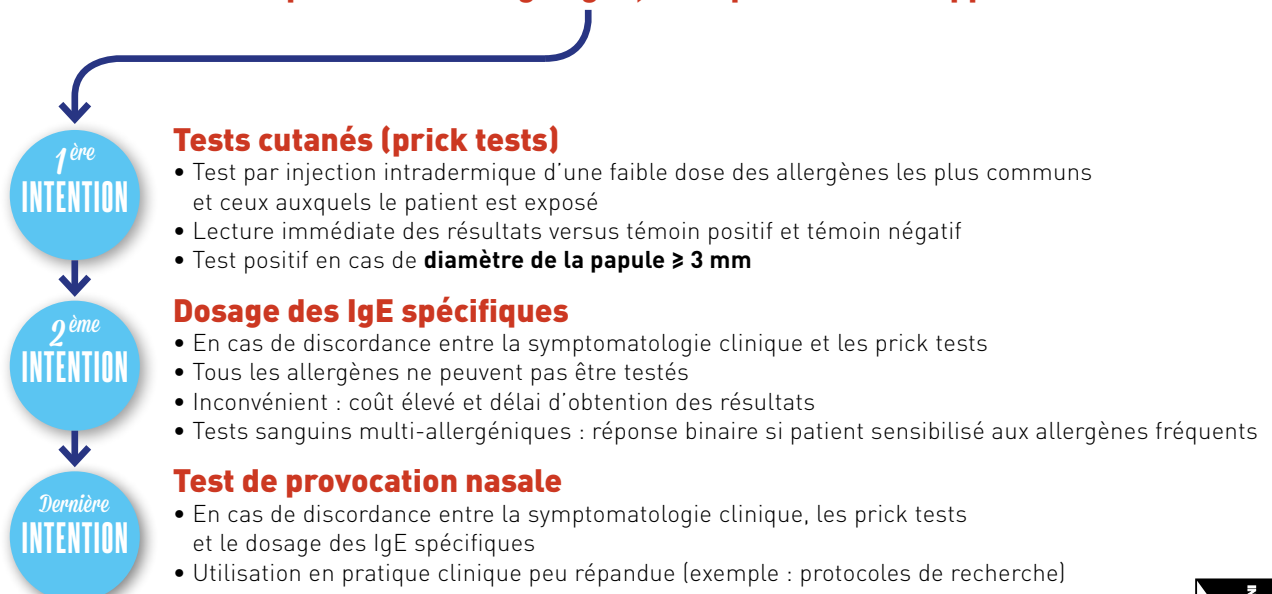 1ère
INTENTION
Tests cutanés (prick tests)
• Test par injection intradermique d’une faible dose des allergènes les plus communs
et ceux auxquels le patient est exposé
• Lecture immédiate des résultats versus témoin positif et témoin négatif
• Test positif en cas de diamètre de la papule ≥ 3 mm
2ème
INTENTION
Dosage des IgE spécifiques
• En cas de discordance entre la symptomatologie clinique et les prick tests
• Tous les allergènes ne peuvent pas être testés
• Inconvénient : coût élevé et délai d’obtention des résultats
• Tests sanguins multi-allergéniques : réponse binaire si patient sensibilisé aux allergènes fréquents
Dernière
INTENTION
Test de provocation nasale
• En cas de discordance entre la symptomatologie clinique, les prick tests
et le dosage des IgE spécifiques
• Utilisation en pratique clinique peu répandue (exemple : protocoles de recherche)